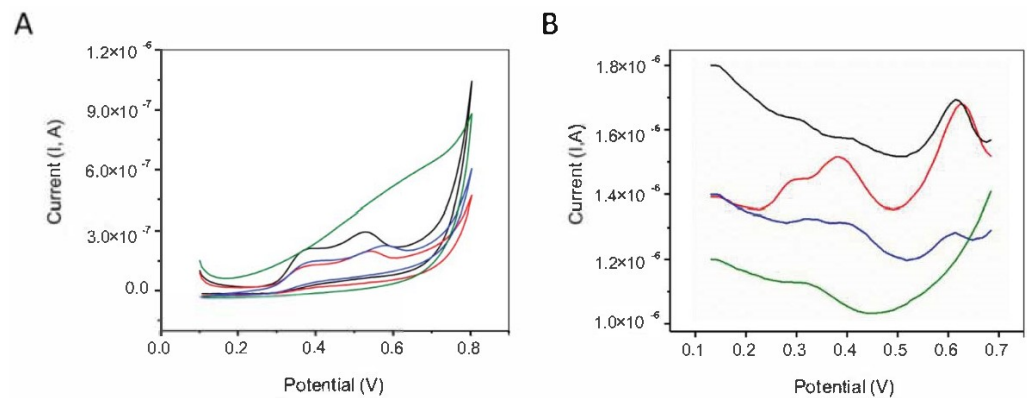 A
Current (I, A)
1.2×10 -6
9.0×10 -7
6.0×10 -7
3.0×10 -7
0.0
0.0 0.2 0.4 0.6 0.8
Potential (V)
B
Current (I,A)
1.8×10 -6
1.6×10 -6
1.4×10 -6
1.2×10 -6
1.0×10 -6
0.1 0.2 0.3 0.4 0.5 0.6 0.7
Potential (V)